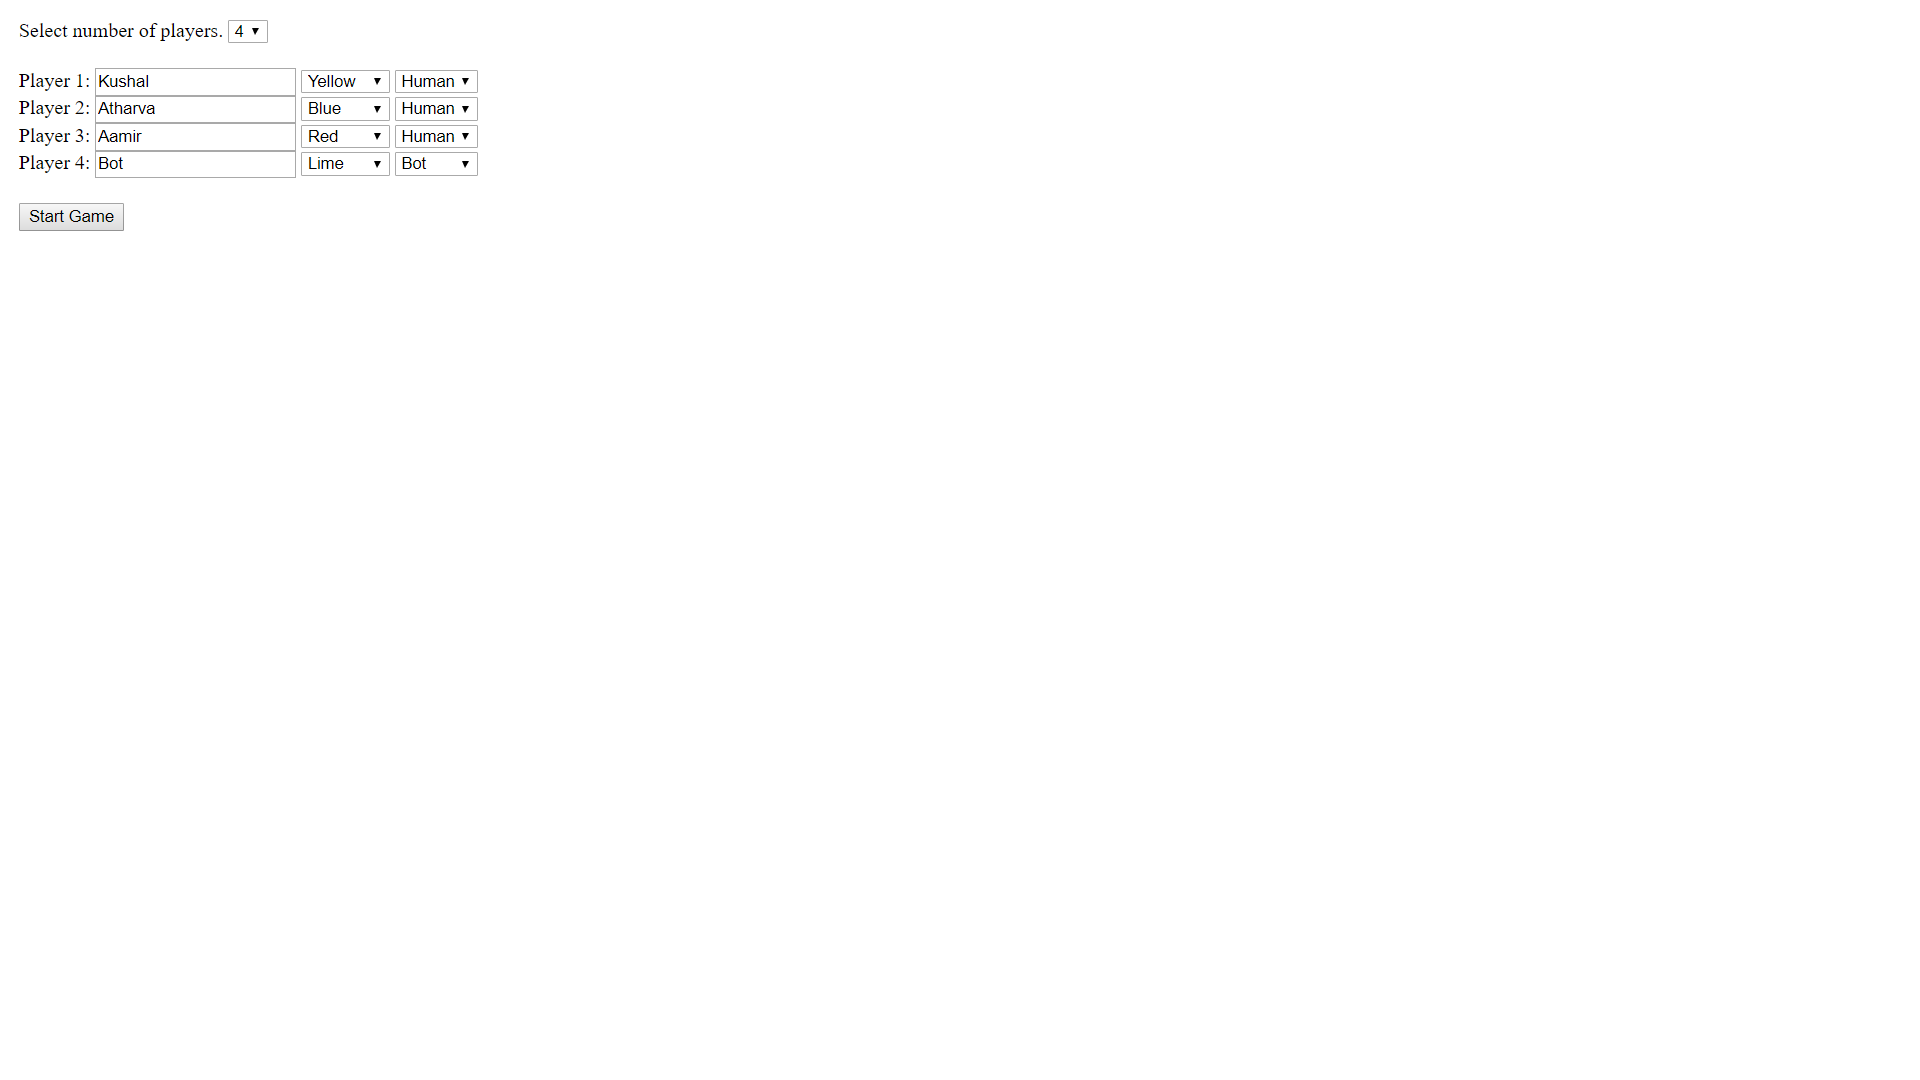 Select number of players. 4
Player 1: Kushal Yellow Human
Player 2: Atharva Blue Human
Player 3: Aamir Red Human
Player 4: Bot Lime Bot
Start Game